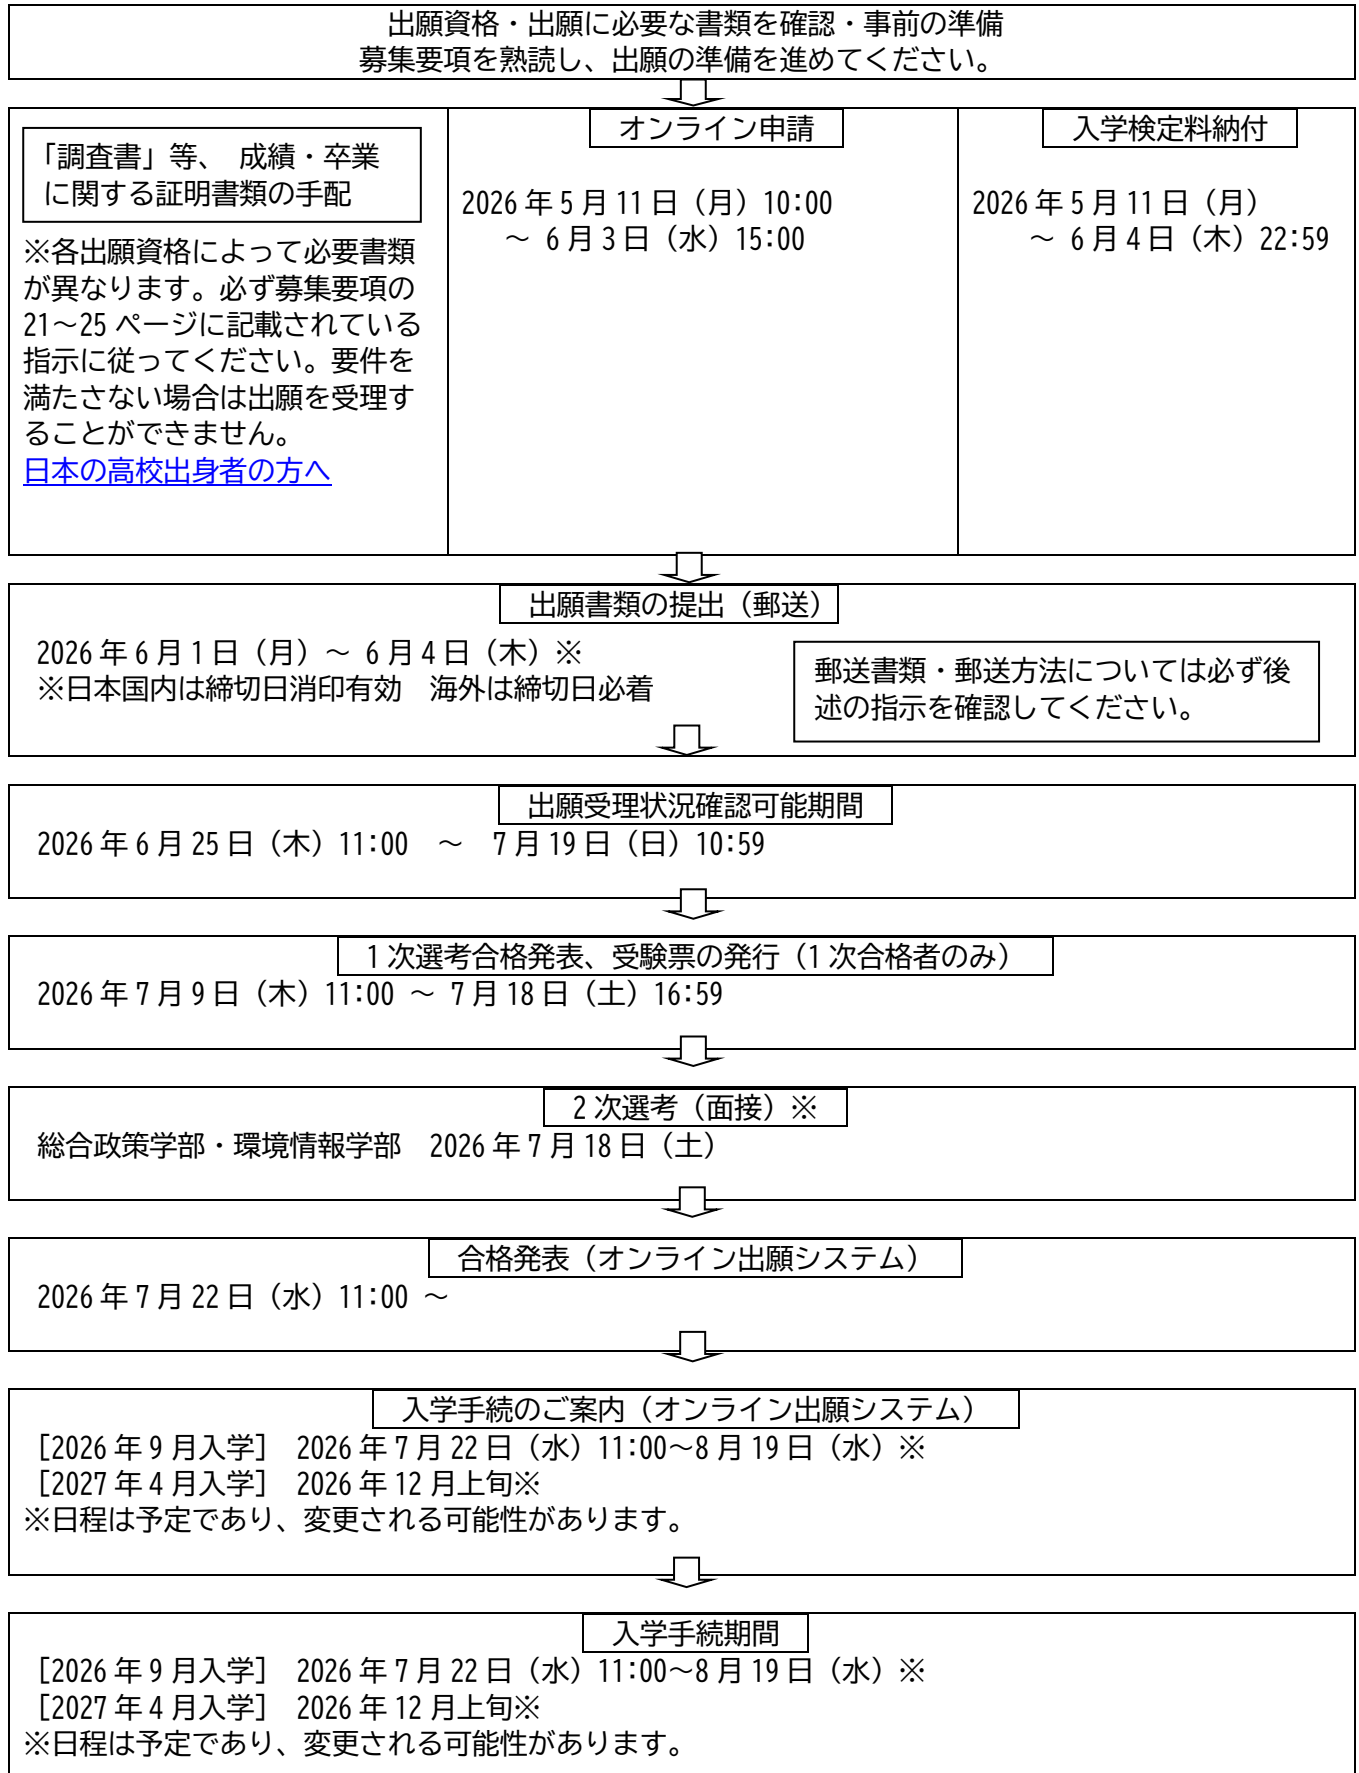 出願資格・出願に必要な書類を確認・事前の準備
募集要項を熟読し、出願の準備を進めてください。
「調査書」等、 成績・卒業
に関する証明書類の手配
※各出願資格によって必要書類
が異なります。必ず募集要項の
21～25 ページに記載されている
指示に従ってください。要件を
満たさない場合は出願を受理す
ることができません。
日本の高校出身者の方へ
オンライン申請
2026 年 5 月 11 日（月）10:00
～ 6 月 3 日（水）15:00
入学検定料納付
2026 年 5 月 11 日（月）
～ 6 月 4 日（木）22:59
出願書類の提出（郵送）
2026 年 6 月 1 日（月）～ 6 月 4 日（木）※
※日本国内は締切日消印有効　海外は締切日必着
郵送書類・郵送方法については必ず後
述の指示を確認してください。
出願受理状況確認可能期間
2026 年 6 月 25 日（木）11:00　～　7 月 19 日（日）10:59
1 次選考合格発表、受験票の発行（1 次合格者のみ）
2026 年 7 月 9 日（木）11:00 ～ 7 月 18 日（土）16:59
2 次選考（面接）※
総合政策学部・環境情報学部　2026 年 7 月 18 日（土）
合格発表（オンライン出願システム）
2026 年 7 月 22 日（水）11:00 ～
入学手続のご案内（オンライン出願システム）
［2026 年 9 月入学］　2026 年 7 月 22 日（水）11:00～8 月 19 日（水）※
［2027 年 4 月入学］　2026 年 12 月上旬※
※日程は予定であり、変更される可能性があります。
入学手続期間
［2026 年 9 月入学］　2026 年 7 月 22 日（水）11:00～8 月 19 日（水）※
［2027 年 4 月入学］　2026 年 12 月上旬※
※日程は予定であり、変更される可能性があります。